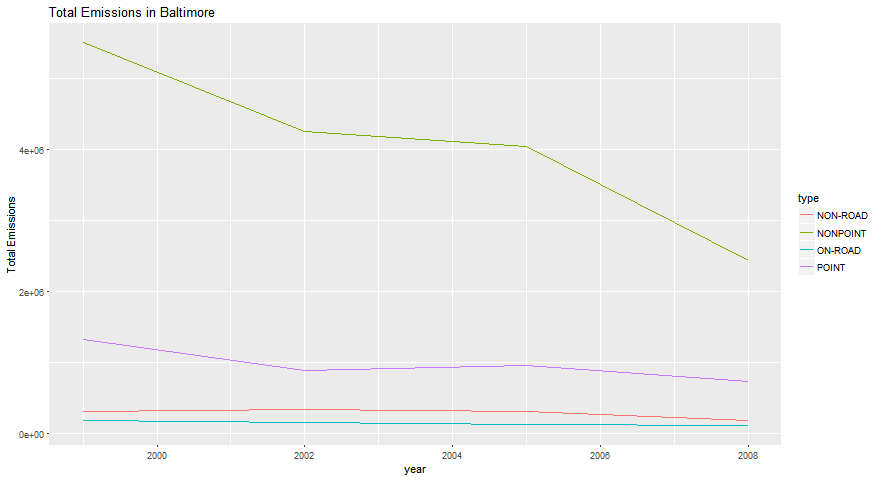 Total Emissions in Baltimore
Total Emissions
4e+06
2e+06
0e+00
2000 2002 2004 2006 2008
year
type
NON-ROAD
NONPOINT
ON-ROAD
POINT